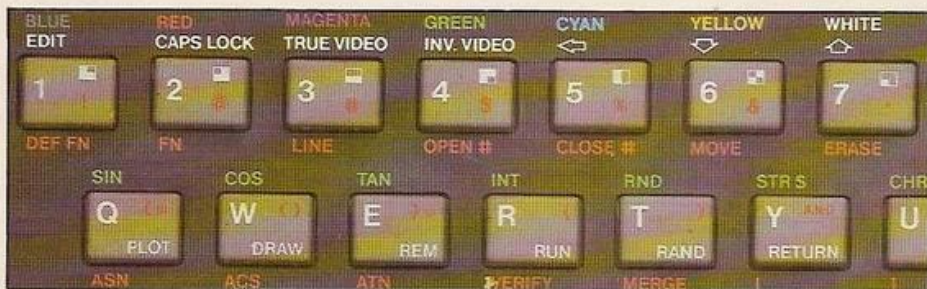 BLUE RED MAGENTA GREEN CYAN YELLOW WHITE
EDIT CAPS LOCK TRUE VIDEO INV. VIDEO
1 ! 2 @ 3 # 4 $ 5 % 6 & 7 '
DEF FN FN LINE OPEN # CLOSE # MOVE ERASE
SIN COS TAN INT RND STR $ CHR
Q W E R T Y AND U
PLOT DRAW REM RUN RAND RETURN
ASN ACS ATN VERIFY MERGE